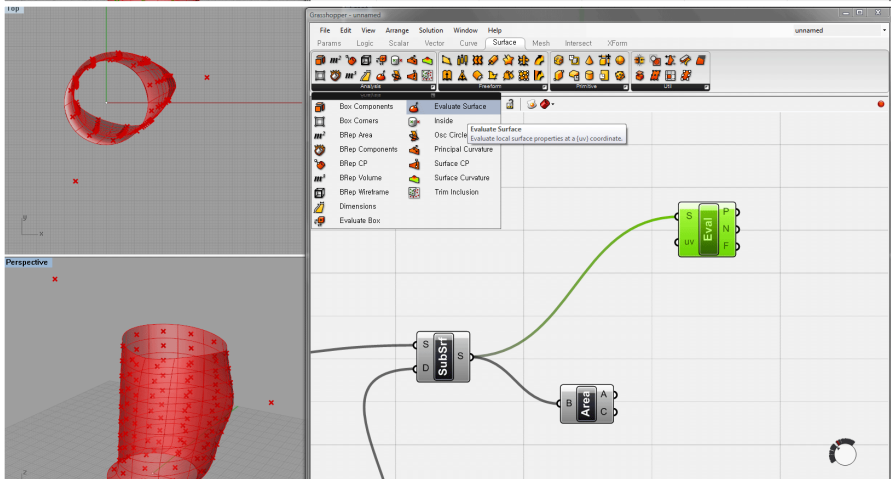 Top
Grasshopper - unnamed
File Edit View Arrange Solution Window Help
unnamed
Params Logic Scalar Vector Curve Surface Mesh Intersect XForm
Analysis
Freeform
Primitive
Util
Box Components
Evaluate Surface
Box Corners
Inside
BRep Area
Osc Circle
BRep Components
Principal Curvature
BRep CP
Surface CP
BRep Volume
Surface Curvature
BRep Wireframe
Trim Inclusion
Dimensions
Evaluate Box
Evaluate Surface
Evaluate local surface properties at a {uv} coordinate.
S
uv
Eval
P
N
F
y
x
Perspective
S
D
SubSrf
S
B
Area
A
C
z